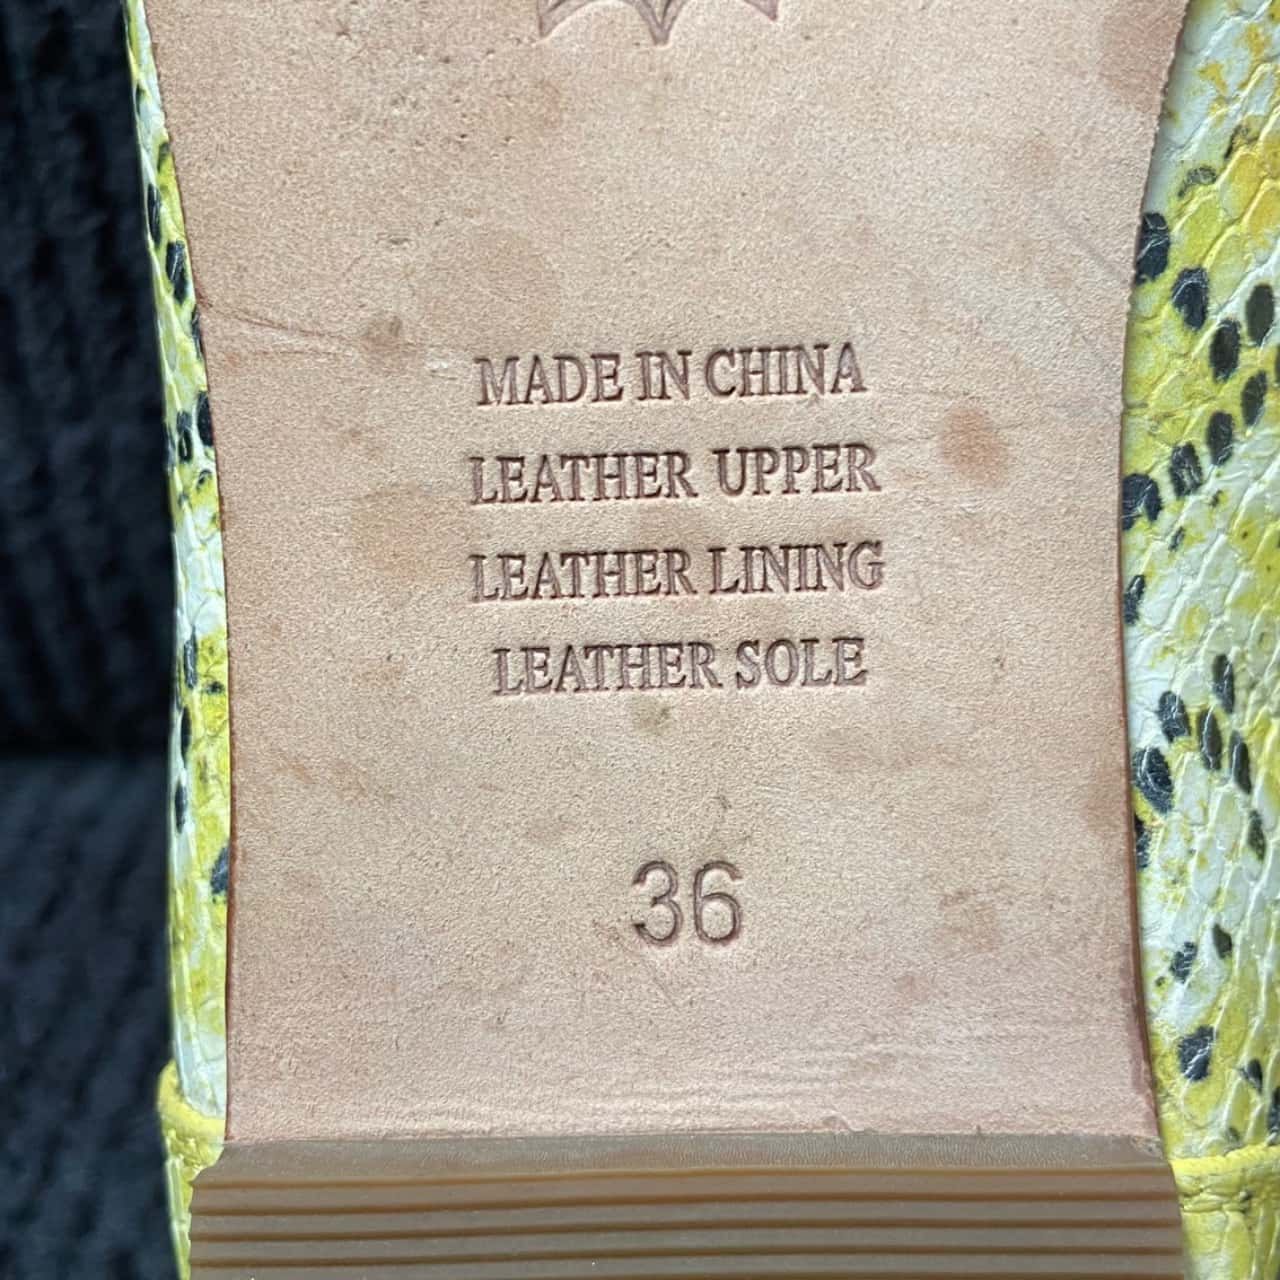 MADE IN CHINA
LEATHER UPPER
LEATHER LINING
LEATHER SOLE
36